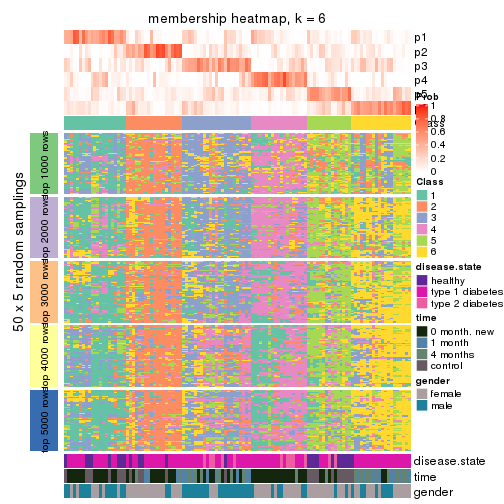 membership heatmap, k = 6
p1
p2
p3
p4
p5
Prob
1
0.8
0.6
0.4
0.2
0
Class
1
2
3
4
5
6
disease.state
healthy
type 1 diabetes
type 2 diabetes
time
0 month. new
1 month
4 months
control
gender
female
male
50 x 5 random samplings
top 1000 rows
top 2000 rows
top 3000 rows
top 4000 rows
top 5000 rows
disease.state
time
gender